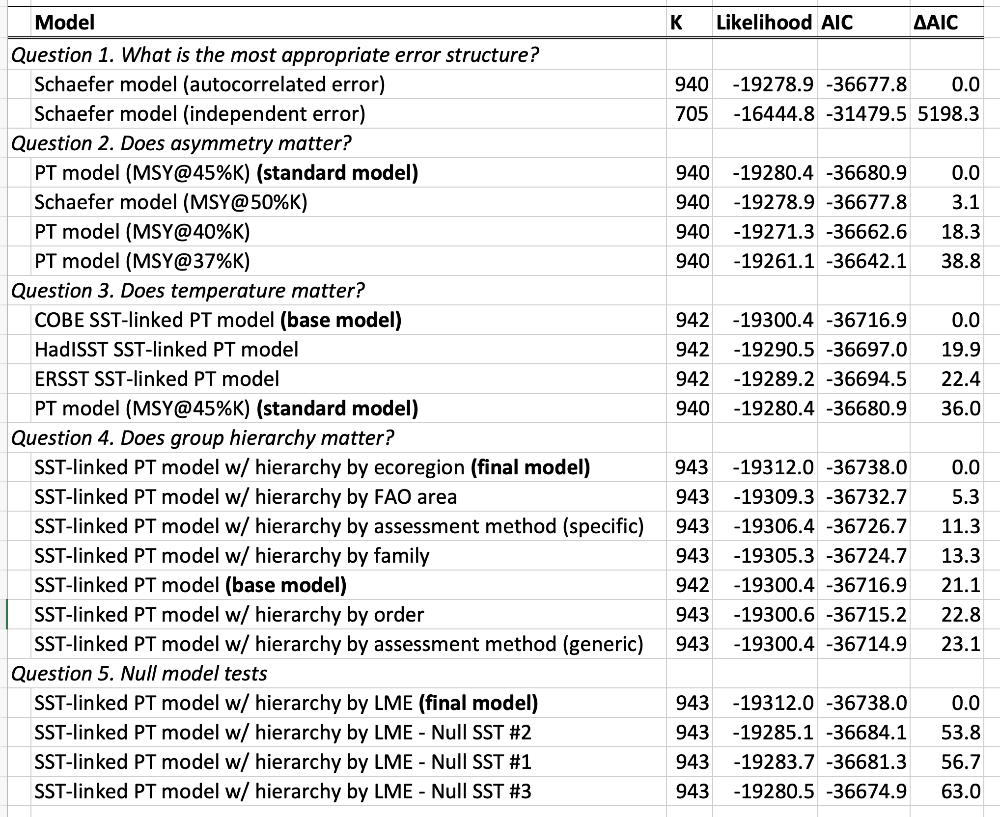 Model K Likelihood AIC ΔAIC
Question 1. What is the most appropriate error structure?
Schaefer model (autocorrelated error) 940 -19278.9 -36677.8 0.0
Schaefer model (independent error) 705 -16444.8 -31479.5 5198.3
Question 2. Does asymmetry matter?
PT model (MSY@45%K) (standard model) 940 -19280.4 -36680.9 0.0
Schaefer model (MSY@50%K) 940 -19278.9 -36677.8 3.1
PT model (MSY@40%K) 940 -19271.3 -36662.6 18.3
PT model (MSY@37%K) 940 -19261.1 -36642.1 38.8
Question 3. Does temperature matter?
COBE SST-linked PT model (base model) 942 -19300.4 -36716.9 0.0
HadISST SST-linked PT model 942 -19290.5 -36697.0 19.9
ERSST SST-linked PT model 942 -19289.2 -36694.5 22.4
PT model (MSY@45%K) (standard model) 940 -19280.4 -36680.9 36.0
Question 4. Does group hierarchy matter?
SST-linked PT model w/ hierarchy by ecoregion (final model) 943 -19312.0 -36738.0 0.0
SST-linked PT model w/ hierarchy by FAO area 943 -19309.3 -36732.7 5.3
SST-linked PT model w/ hierarchy by assessment method (specific) 943 -19306.4 -36726.7 11.3
SST-linked PT model w/ hierarchy by family 943 -19305.3 -36724.7 13.3
SST-linked PT model (base model) 942 -19300.4 -36716.9 21.1
SST-linked PT model w/ hierarchy by order 943 -19300.6 -36715.2 22.8
SST-linked PT model w/ hierarchy by assessment method (generic) 943 -19300.4 -36714.9 23.1
Question 5. Null model tests
SST-linked PT model w/ hierarchy by LME (final model) 943 -19312.0 -36738.0 0.0
SST-linked PT model w/ hierarchy by LME - Null SST #2 943 -19285.1 -36684.1 53.8
SST-linked PT model w/ hierarchy by LME - Null SST #1 943 -19283.7 -36681.3 56.7
SST-linked PT model w/ hierarchy by LME - Null SST #3 943 -19280.5 -36674.9 63.0